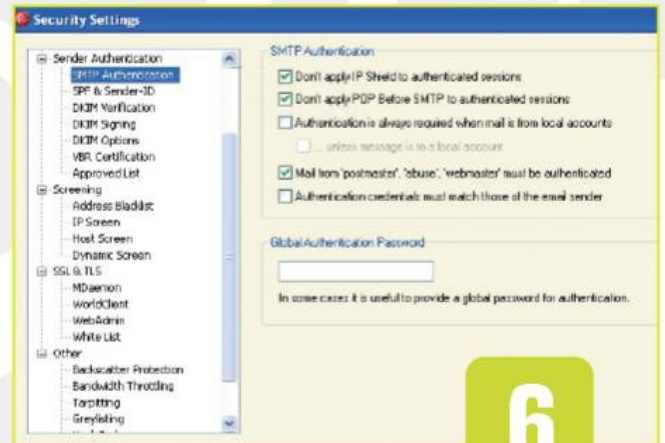 Security Settings
Sender Authentication
SMTP Authentication
SPF & Sender-ID
DKIM Verification
DKIM Signing
DKIM Options
VBR Certification
Approved List
Screening
Address Blacklist
IP Screen
Host Screen
Dynamic Screen
SSL & TLS
MDaemon
WorldClient
WebAdmin
White List
Other
Backscatter Protection
Bandwidth Throttling
Tarpitting
Greylisting
SMTP Authentication
Don't apply IP Shield to authenticated sessions
Don't apply POP Before SMTP to authenticated sessions
Authentication is always required when mail is from local accounts
... unless message is to a local account
Mail from 'postmaster', 'abuse', 'webmaster' must be authenticated
Authentication credentials must match those of the email sender
Global Authentication Password
In some cases it is useful to provide a global password for authentication.
6